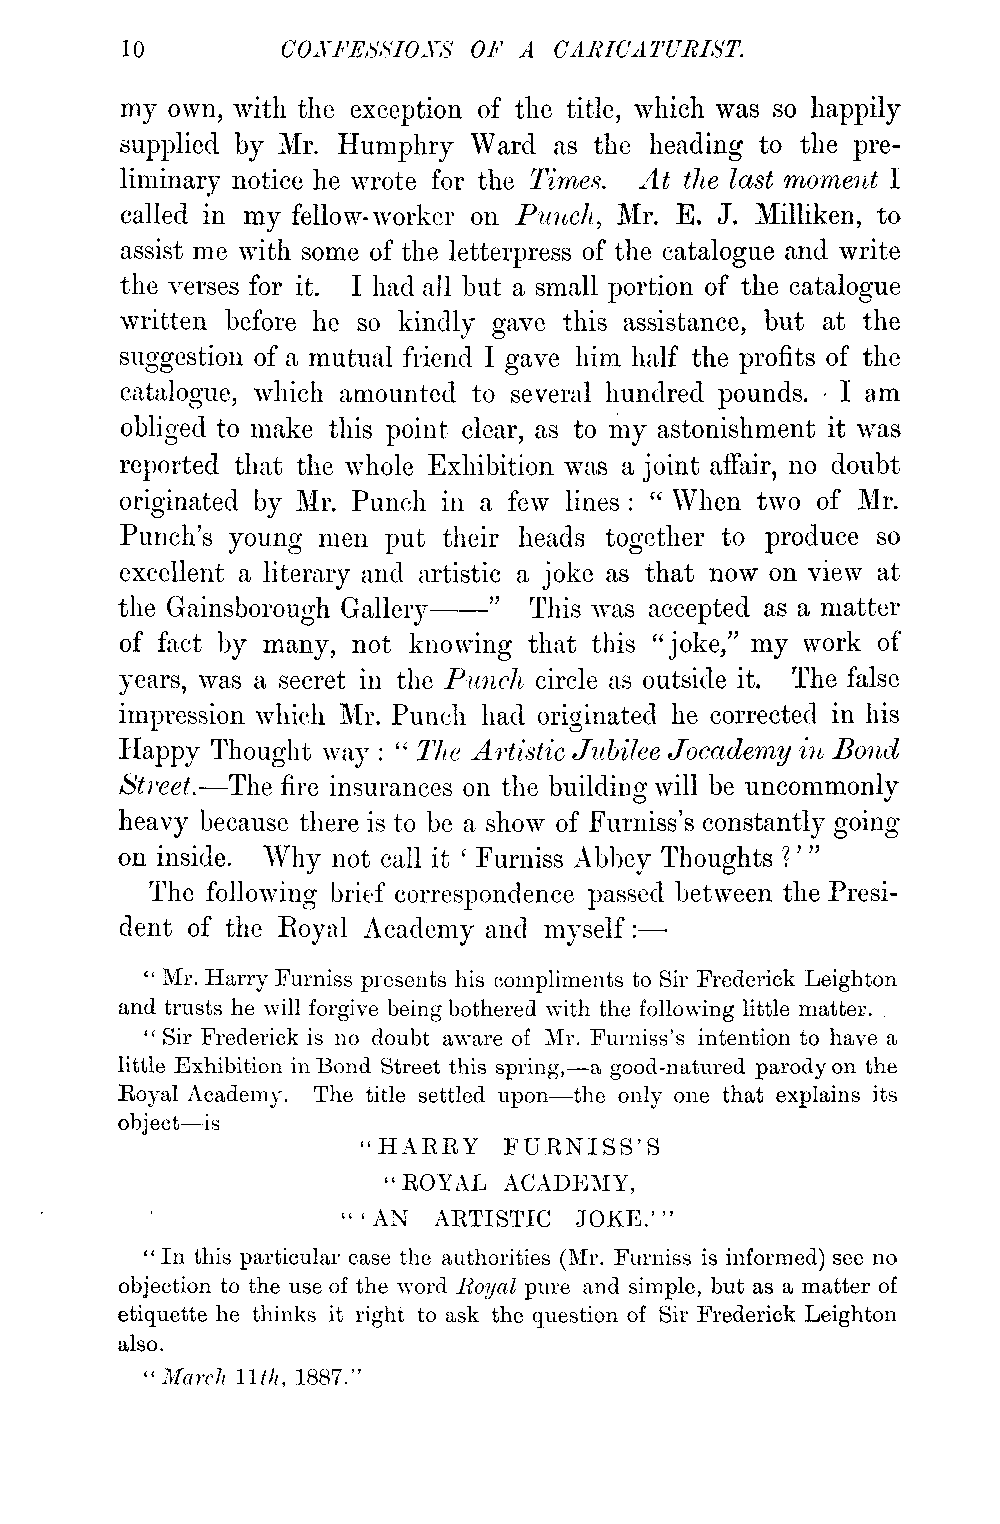 10 CONFESSIONS OF A CARICATURIST.
my own, with the exception of the title, which was so happily
supplied by Mr. Humphry Ward as the heading to the pre-
liminary notice he wrote for the Times. At the last moment I
called in my fellow-worker on Punch, Mr. E. J. Milliken, to
assist me with some of the letterpress of the catalogue and write
the verses for it. I had all but a small portion of the catalogue
written before he so kindly gave this assistance, but at the
suggestion of a mutual friend I gave him half the profits of the
catalogue, which amounted to several hundred pounds. I am
obliged to make this point clear, as to my astonishment it was
reported that the whole Exhibition was a joint affair, no doubt
originated by Mr. Punch in a few lines : “ When two of Mr.
Punch's young men put their heads together to produce so
excellent a literary and artistic a joke as that now on view at
the Gainsborough Gallery——” This was accepted as a matter
of fact by many, not knowing that this “joke,” my work of
years, was a secret in the Punch circle as outside it. The false
impression which Mr. Punch had originated he corrected in his
Happy Thought way : “ The Artistic Jubilee Jocademy in Bond
Street.—The fire insurances on the building will be uncommonly
heavy because there is to be a show of Furniss's constantly going
on inside. Why not call it ‘ Furniss Abbey Thoughts ?’”
The following brief correspondence passed between the Presi-
dent of the Royal Academy and myself :—
“ Mr. Harry Furniss presents his compliments to Sir Frederick Leighton
and trusts he will forgive being bothered with the following little matter.
“ Sir Frederick is no doubt aware of Mr. Furniss's intention to have a
little Exhibition in Bond Street this spring,—a good-natured parody on the
Royal Academy. The title settled upon—the only one that explains its
object—is
“HARRY FURNISS'S
“ROYAL ACADEMY,
“‘AN ARTISTIC JOKE.’”
“ In this particular case the authorities (Mr. Furniss is informed) see no
objection to the use of the word Royal pure and simple, but as a matter of
etiquette he thinks it right to ask the question of Sir Frederick Leighton
also.
“ March 11th, 1887.”